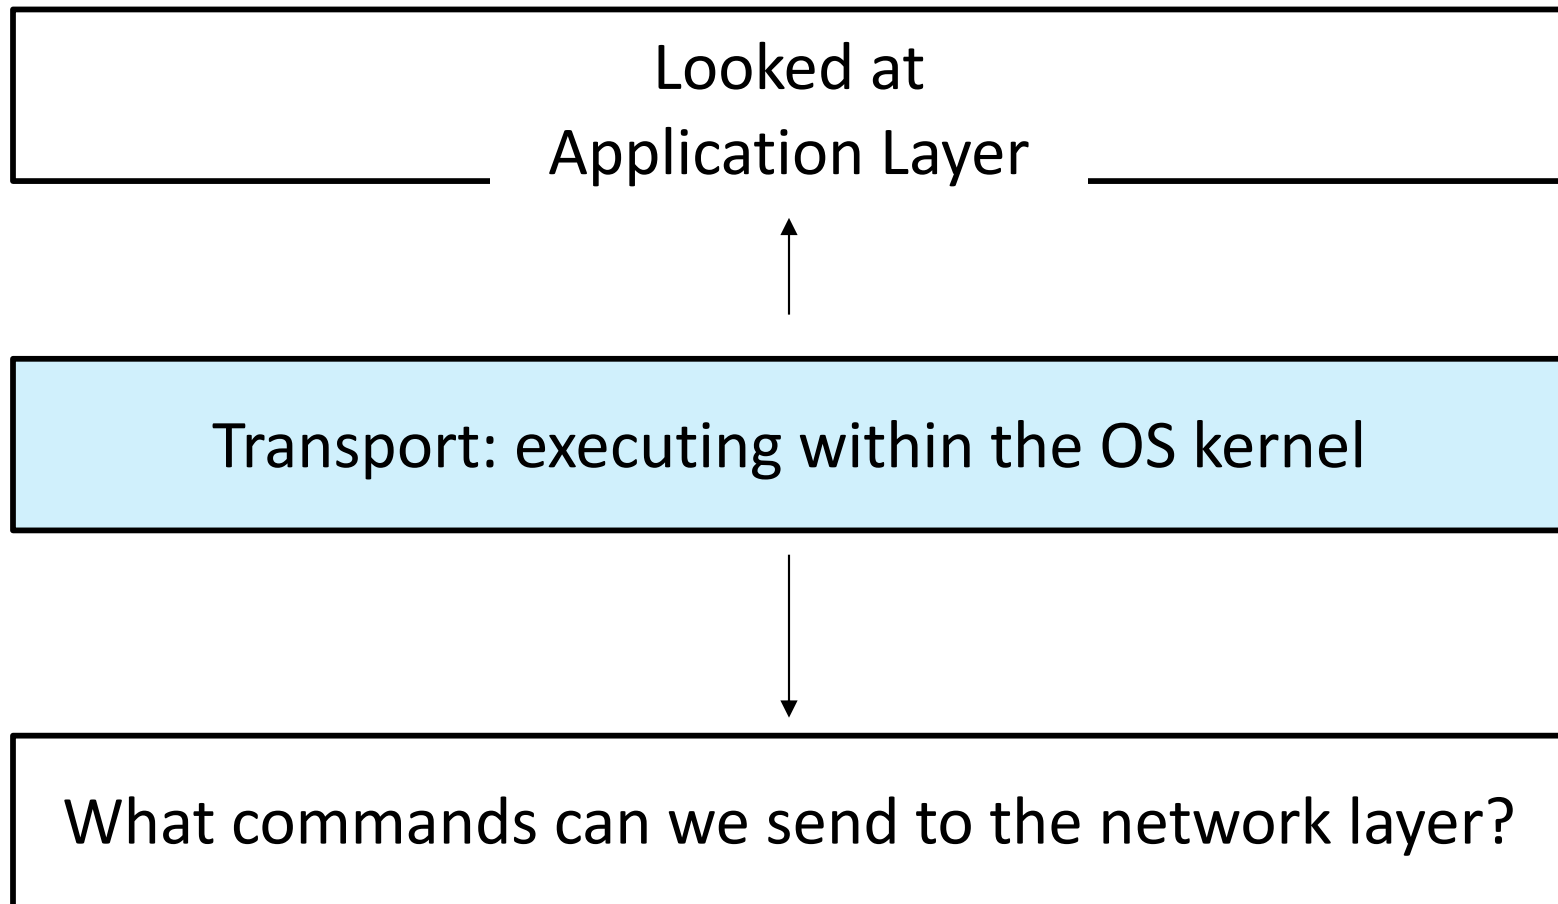 Looked at
Application Layer
Transport: executing within the OS kernel
What commands can we send to the network layer?